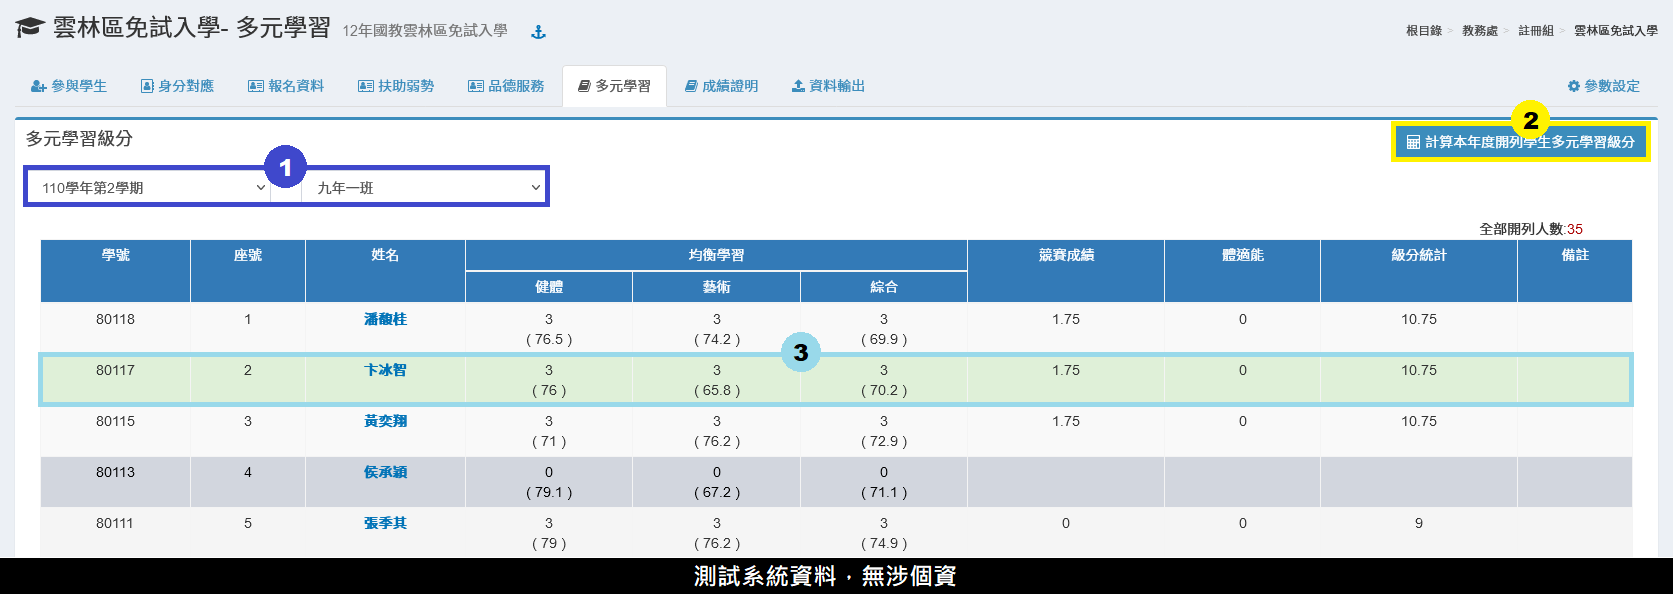 雲林區免試入學- 多元學習 12年國教雲林區免試入學
根目錄 > 教務處 > 註冊組 > 雲林區免試入學
參與學生 身分對應 報名資料 扶助弱勢 品德服務 多元學習 成績證明 資料輸出 參數設定
多元學習級分
2
計算本年度開列學生多元學習級分
1
110學年第2學期 九年一班
全部開列人數:35
學號 座號 姓名 均衡學習 競賽成績 體適能 級分統計 備註
健體 藝術 綜合
80118 1 潘馥桂 3 3 3 1.75 0 10.75
( 76.5 ) ( 74.2 ) ( 69.9 )
3
80117 2 卞冰智 3 3 3 1.75 0 10.75
( 76 ) ( 65.8 ) ( 70.2 )
80115 3 黃奕翔 3 3 3 1.75 0 10.75
( 71 ) ( 76.2 ) ( 72.9 )
80113 4 侯承穎 0 0 0
( 79.1 ) ( 67.2 ) ( 71.1 )
80111 5 張季其 3 3 3 0 0 9
( 79 ) ( 76.2 ) ( 74.9 )
測試系統資料，無涉個資